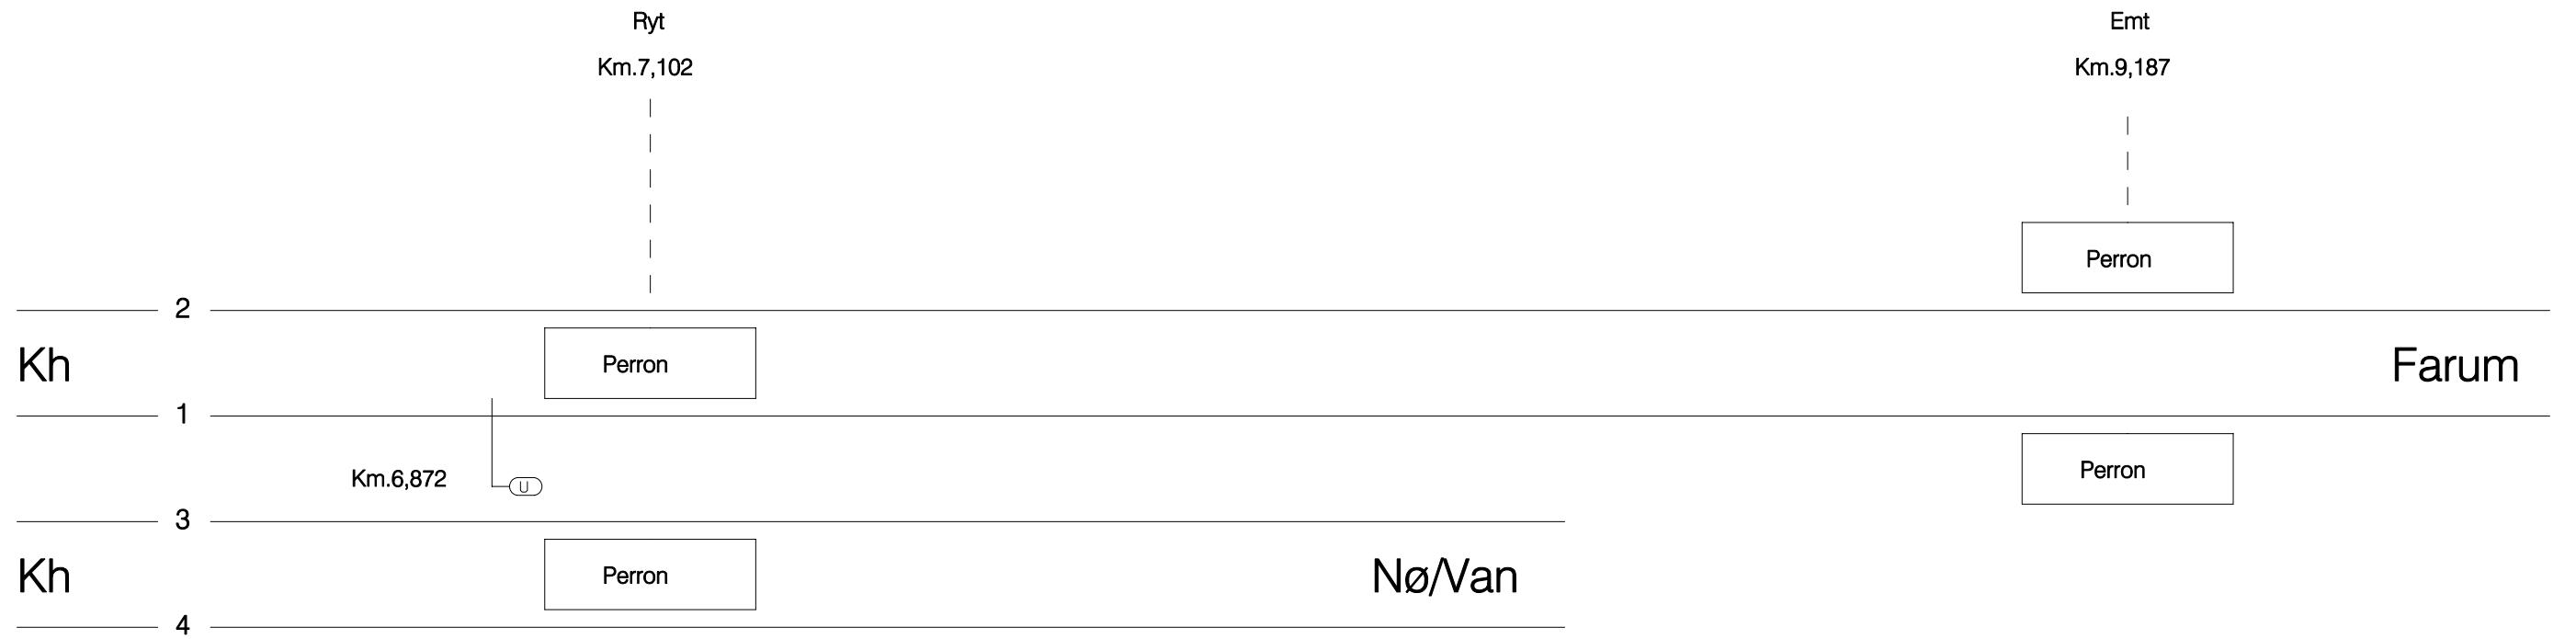 Ryt
Emt
Km.7,102
Km.9,187
Perron
2
Kh
Perron
Farum
1
Km.6,872
U
Perron
3
Kh
Perron
Nø/Van
4